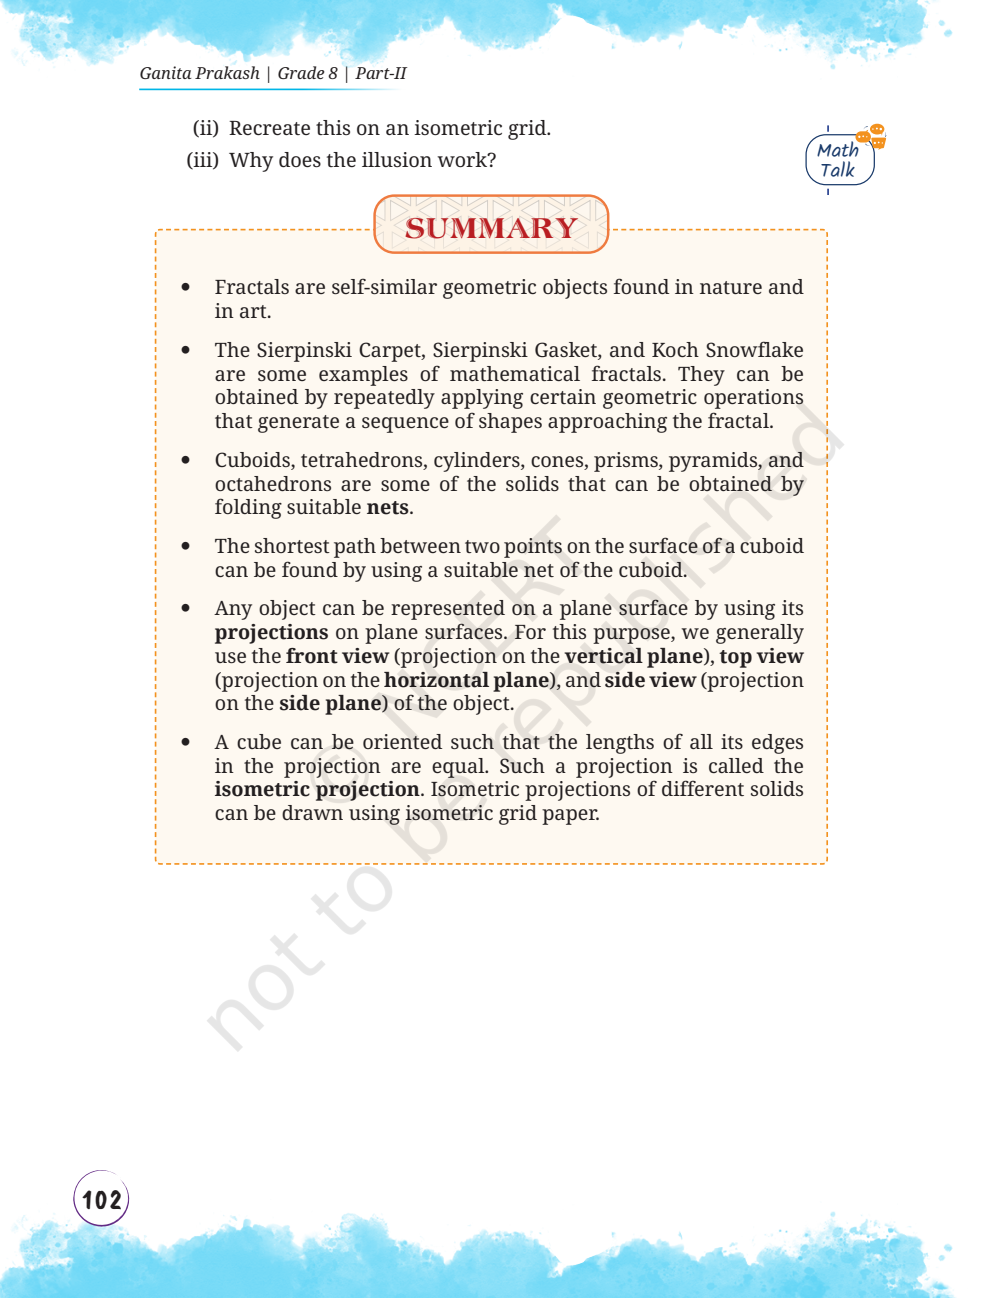 Ganita Prakash | Grade 8 | Part-II
(ii) Recreate this on an isometric grid.
(iii) Why does the illusion work?
Math
Talk
SUMMARY
• Fractals are self-similar geometric objects found in nature and
in art.
• The Sierpinski Carpet, Sierpinski Gasket, and Koch Snowflake
are some examples of mathematical fractals. They can be
obtained by repeatedly applying certain geometric operations
that generate a sequence of shapes approaching the fractal.
• Cuboids, tetrahedrons, cylinders, cones, prisms, pyramids, and
octahedrons are some of the solids that can be obtained by
folding suitable nets.
• The shortest path between two points on the surface of a cuboid
can be found by using a suitable net of the cuboid.
• Any object can be represented on a plane surface by using its
projections on plane surfaces. For this purpose, we generally
use the front view (projection on the vertical plane), top view
(projection on the horizontal plane), and side view (projection
on the side plane) of the object.
• A cube can be oriented such that the lengths of all its edges
in the projection are equal. Such a projection is called the
isometric projection. Isometric projections of different solids
can be drawn using isometric grid paper.
© NCERT
not to be republished
102